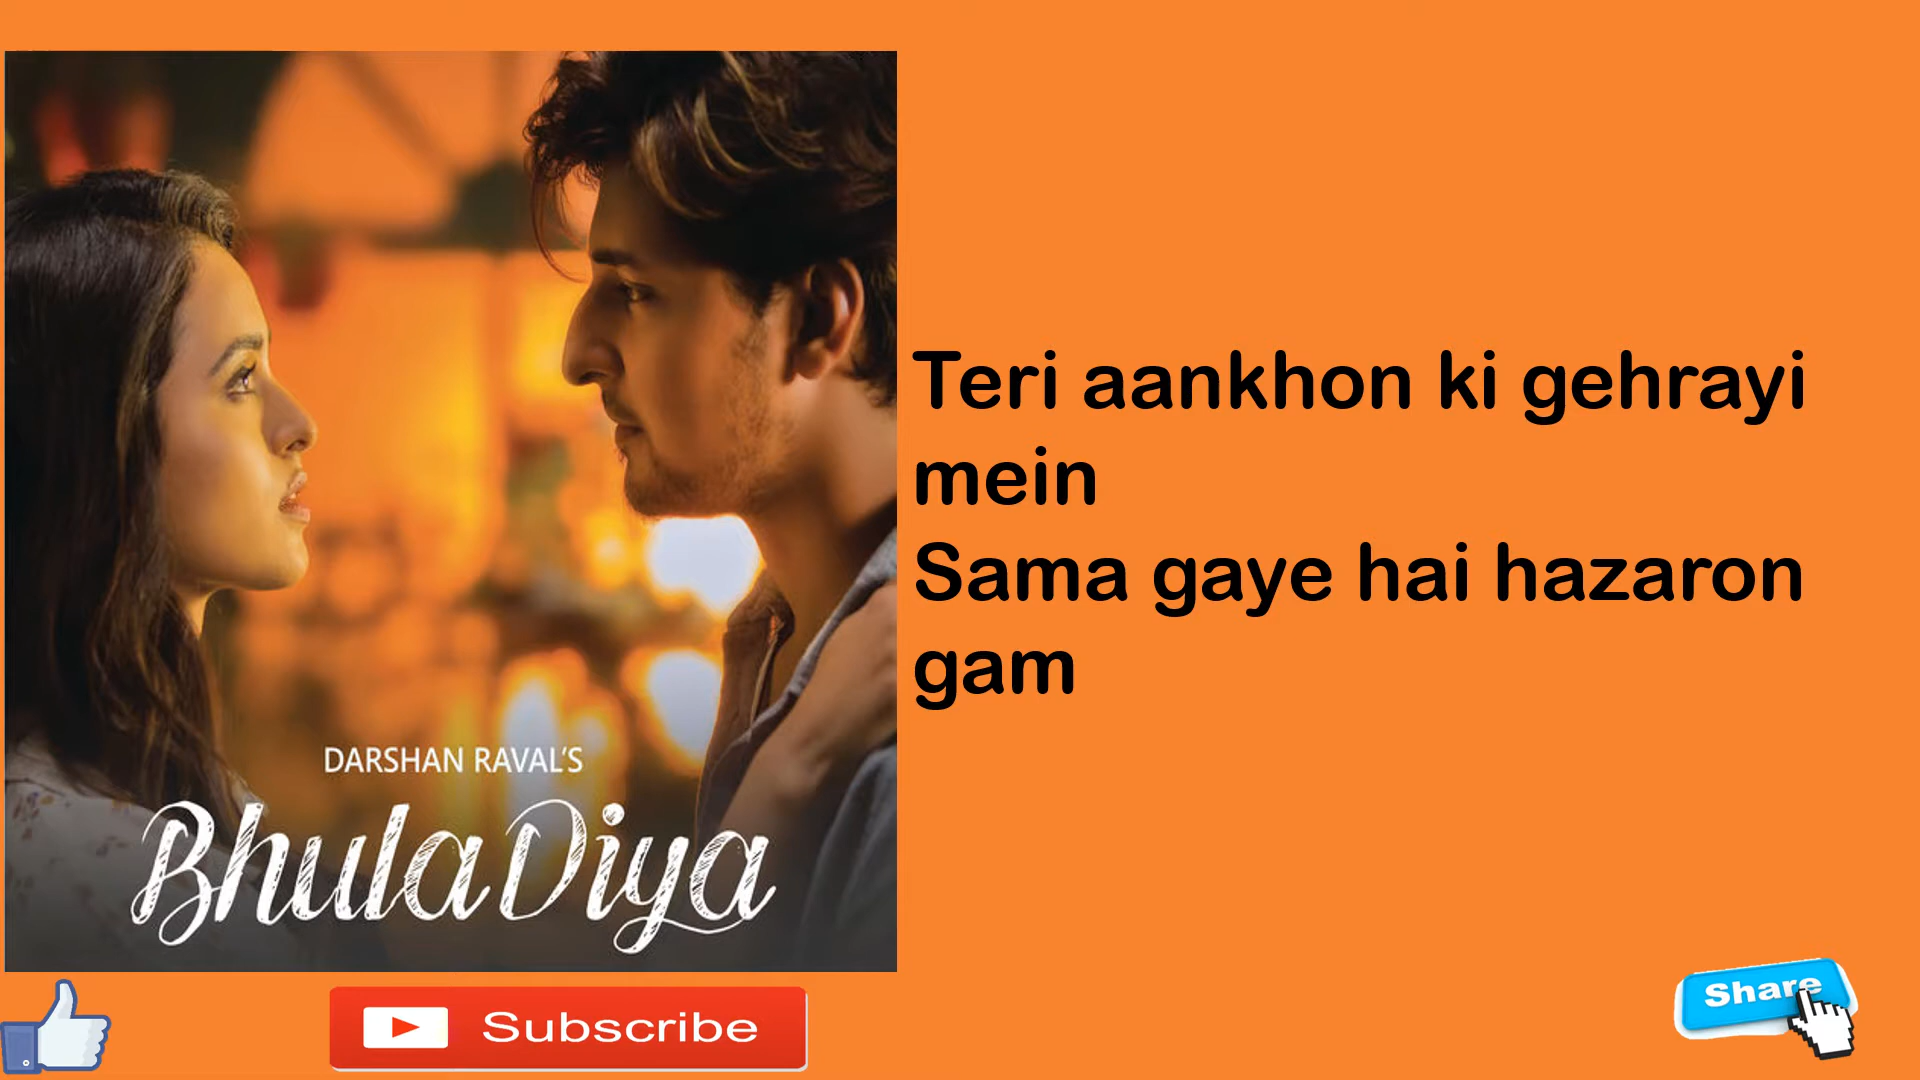 Teri aankhon ki gehrayi
mein
Sama gaye hai hazaron
gam
DARSHAN RAVAL'S
Bhula Diya
Subscribe
Share